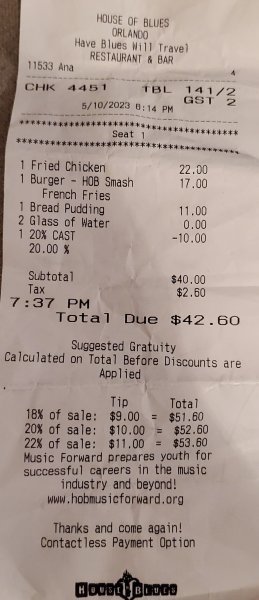 HOUSE OF BLUES
ORLANDO
Have Blues Will Travel
RESTAURANT & BAR
11533 Ana 4
CHK 4451 TBL 141/2
GST 2
5/10/2023 6:14 PM
****************************************
Seat 1
****************************************
1 Fried Chicken 22.00
1 Burger - HOB Smash 17.00
French Fries
1 Bread Pudding 11.00
2 Glass of Water 0.00
1 20% CAST -10.00
20.00 %
Subtotal $40.00
Tax $2.60
7:37 PM
Total Due $42.60
Suggested Gratuity
Calculated on Total Before Discounts are
Applied
Tip Total
18% of sale: $9.00 = $51.60
20% of sale: $10.00 = $52.60
22% of sale: $11.00 = $53.60
Music Forward prepares youth for
successful careers in the music
industry and beyond!
www.hobmusicforward.org
Thanks and come again!
Contactless Payment Option
HOUSE OF BLUES